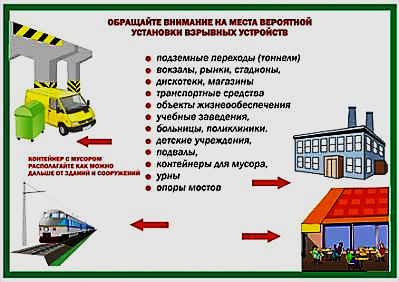 ОБРАЩАЙТЕ ВНИМАНИЕ НА МЕСТА ВЕРОЯТНОЙ
УСТАНОВКИ ВЗРЫВНЫХ УСТРОЙСТВ
• подземные переходы (тоннели)
• вокзалы, рынки, стадионы,
• дискотеки, магазины
• транспортные средства
• объекты жизнеобеспечения
• учебные заведения,
• больницы, поликлиники.
• детские учреждения,
• подвалы,
• контейнеры для мусора,
• урны
• опоры мостов
КОНТЕЙНЕР С МУСОРОМ
РАСПОЛАГАЙТЕ КАК МОЖНО
ДАЛЬШЕ ОТ ЗДАНИЙ И СООРУЖЕНИЙ